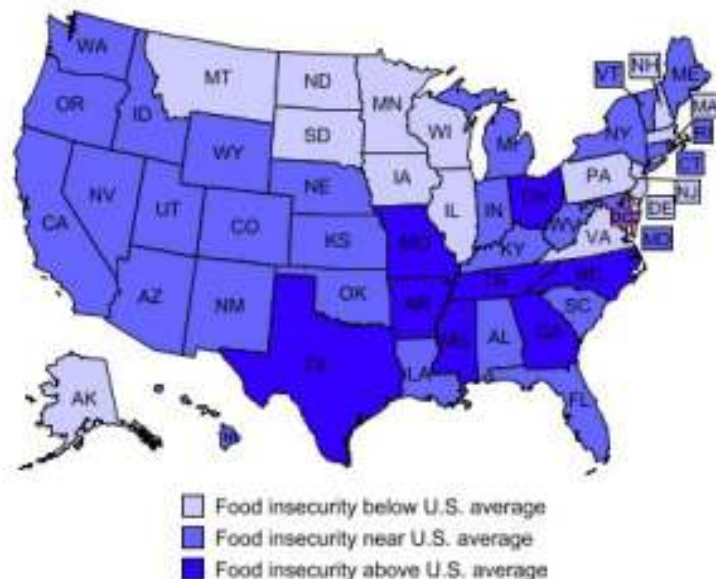 WA
MT
ND
MN
OR
ID
SD
WI
MI
VT
NH
ME
NY
MA
RI
CT
WY
IA
NE
PA
NJ
NV
UT
CO
IL
IN
OH
DE
CA
KS
MO
WV
VA
MD
KY
AZ
NM
OK
AR
TN
NC
SC
TX
MS
AL
GA
LA
FL
AK
Food insecurity below U.S. average
Food insecurity near U.S. average
Food insecurity above U.S. average